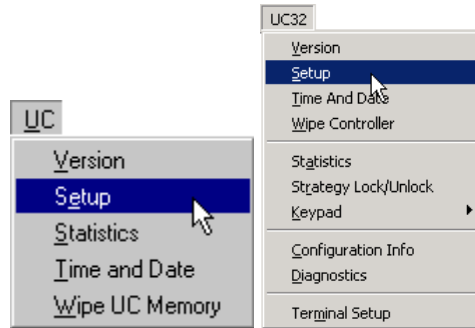 UC
Version
Setup
Statistics
Time and Date
Wipe UC Memory
UC32
Version
Setup
Time And Date
Wipe Controller
Statistics
Strategy Lock/Unlock
Keypad
Configuration Info
Diagnostics
Terminal Setup